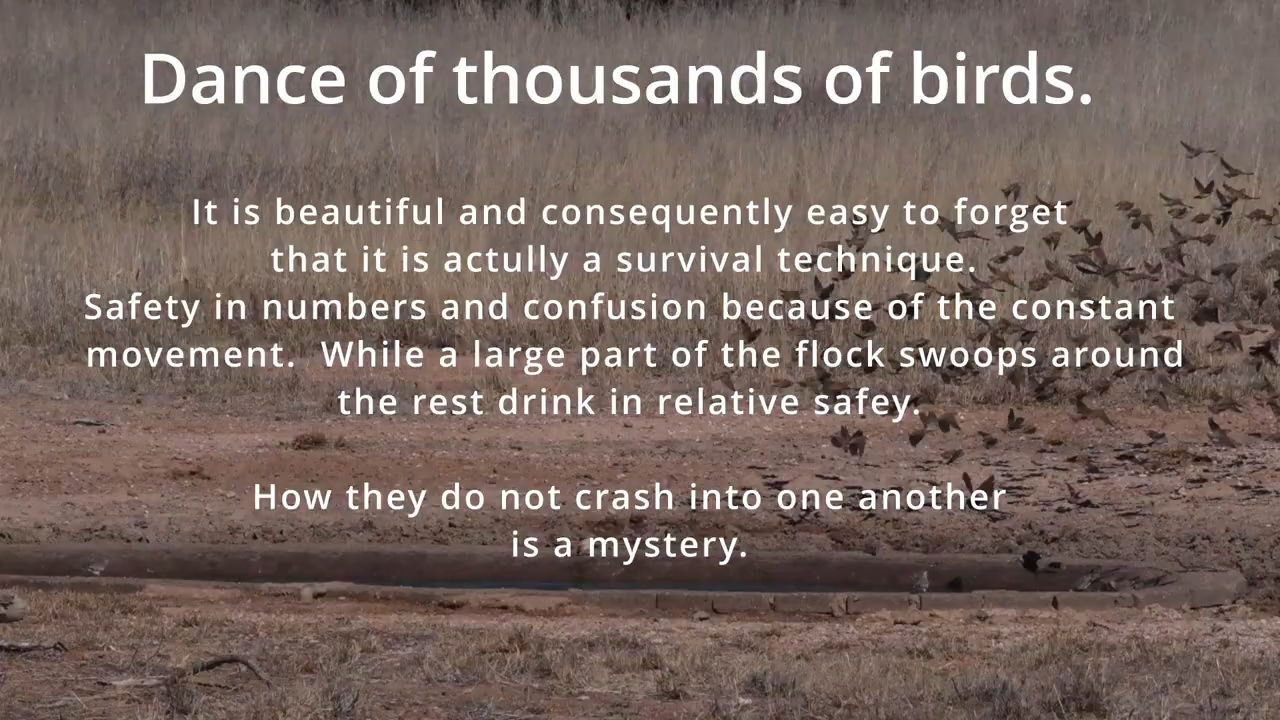 Dance of thousands of birds.
It is beautiful and consequently easy to forget
that it is actully a survival technique.
Safety in numbers and confusion because of the constant
movement.  While a large part of the flock swoops around
the rest drink in relative safey.
How they do not crash into one another
is a mystery.